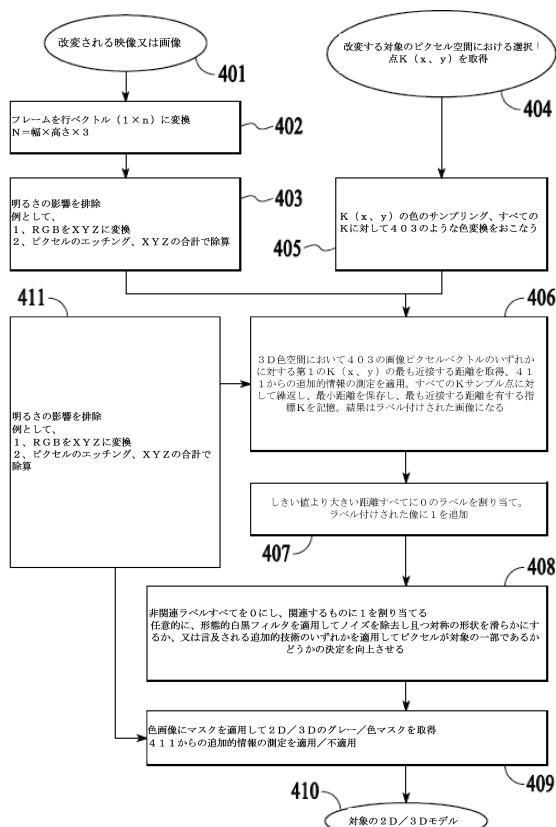 改変される映像又は画像
401
改変する対象のピクセル空間における選択
点K（x、y）を取得
404
フレームを行ベクトル（1×n）に変換
N＝幅×高さ×3
402
明るさの影響を排除
例として、
1、RGBをXYZに変換
2、ピクセルのエッチング、XYZの合計で除算
403
K（x、y）の色のサンプリング、すべての
Kに対して403のような色変換をおこなう
405
411
明るさの影響を排除
例として、
1、RGBをXYZに変換
2、ピクセルのエッチング、XYZの合計で
除算
406
3D色空間において403の画像ピクセルベクトルのいずれか
に対する第1のK（x、y）の最も近接する距離を取得、41
1からの追加的情報の測定を適用。すべてのKサンプル点に対
して繰返し、最小距離を保存し、最も近接する距離を有する指
標Kを記憶。結果はラベル付けされた画像になる
しきい値より大きい距離すべてに0のラベルを割り当て。
ラベル付けされた像に1を追加
407
408
非関連ラベルすべてを0にし、関連するものに1を割り当てる
任意的に、形態的白黒フィルタを適用してノイズを除去し且つ対称の形状を滑らかにす
るか、又は言及される追加的技術のいずれかを適用してピクセルが対象の一部であるか
どうかの決定を向上させる
色画像にマスクを適用して2D／3Dのグレー／色マスクを取得
411からの追加的情報の測定を適用／不適用
409
410
対象の2D／3Dモデル